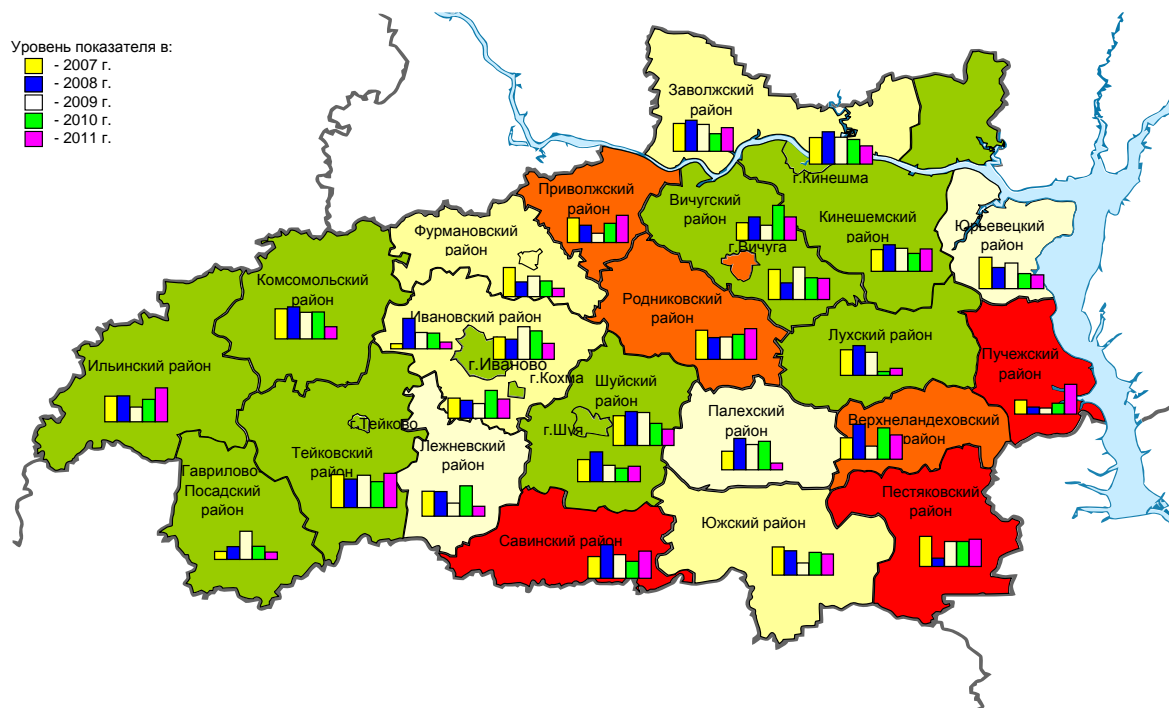 Уровень показателя в:
- 2007 г.
- 2008 г.
- 2009 г.
- 2010 г.
- 2011 г.
Заволжский
район
г.Кинешма
Приволжский
район
Вичугский
район
Кинешемский
район
Юрьевецкий
район
Фурмановский
район
г.Вичуга
Комсомольский
район
Родниковский
район
Ивановский район
Лухский район
Пучежский
район
Ильинский район
г.Иваново
г.Кохма
Шуйский
район
Палехский
район
Верхнеландеховский
район
г.Тейково
г.Шуя
Лежневский
район
Тейковский
район
Гаврилово-
Посадский
район
Пестяковский
район
Южский район
Савинский район